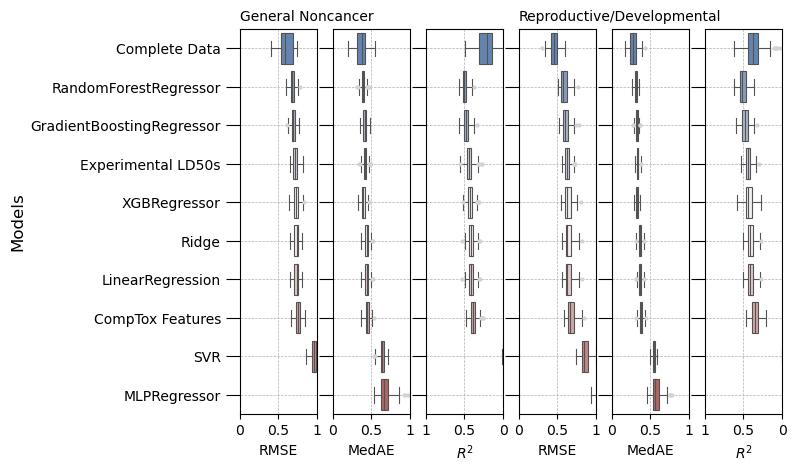 General Noncancer
Reproductive/Developmental
Models
Complete Data
RandomForestRegressor
GradientBoostingRegressor
Experimental LD50s
XGBRegressor
Ridge
LinearRegression
CompTox Features
SVR
MLPRegressor
0 0.5 1 0 0.5 1 1 0.5 0 0 0.5 1 0 0.5 1 1 0.5 0
RMSE MedAE R² RMSE MedAE R²